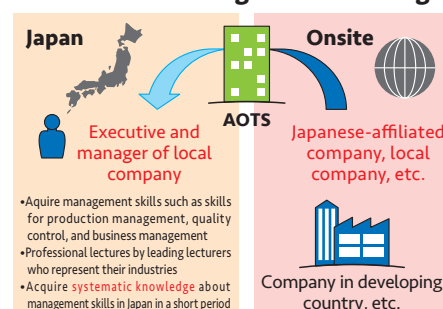 Japan
Onsite
AOTS
Executive and
manager of local
company
Japanese-affiliated
company, local
company, etc.
•Aquire management skills such as skills
for production management, quality
control, and business management
•Professional lectures by leading lecturers
who represent their industries
•Acquire systematic knowledge about
management skills in Japan in a short period
Company in developing
country, etc.